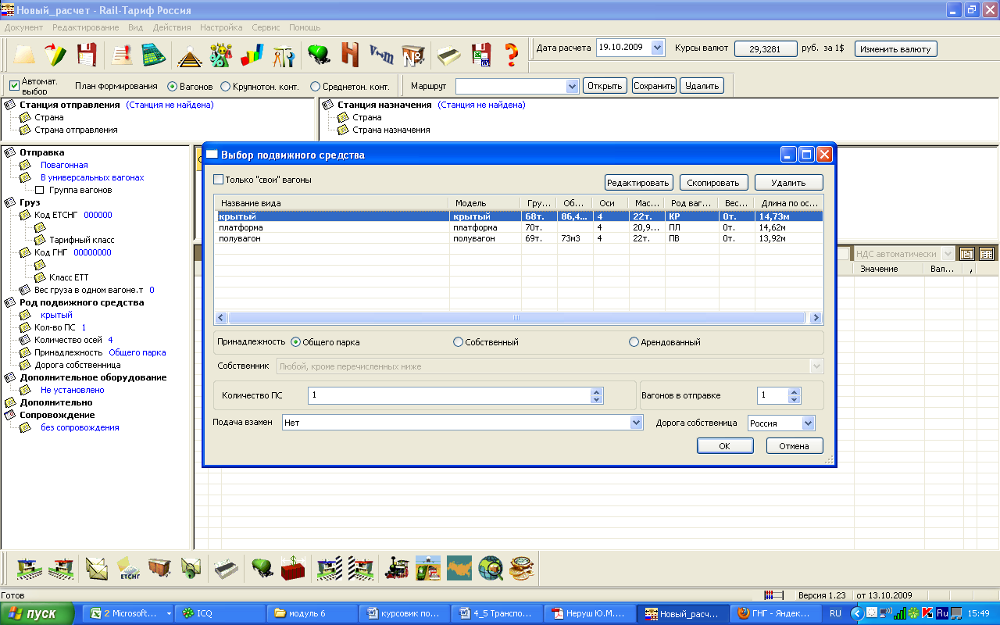 Новый_расчет - Rail-Тариф Россия
Документ Редактирование Вид Действия Настройка Сервис Помощь
Дата расчета 19.10.2009 Курсы валют 29,3281 руб. за 1$ Изменить валюту
Автомат. выбор План формирования Вагонов Крупнотон. конт. Среднетон. конт. Маршрут Открыть Сохранить Удалить
Станция отправления (Станция не найдена)
Страна
Страна отправления
Станция назначения (Станция не найдена)
Страна
Страна назначения
Отправка
Повагонная
В универсальных вагонах
Группа вагонов
Груз
Код ЕТСНГ 000000
Тарифный класс
Код ГНГ 00000000
Класс ЕТТ
Вес груза в одном вагоне.т 0
Род подвижного средства
крытый
Кол-во ПС 1
Количество осей 4
Принадлежность Общего парка
Дорога собственница
Дополнительное оборудование
Не установлено
Дополнительно
Сопровождение
без сопровождения
Выбор подвижного средства
Только "свои" вагоны Редактировать Скопировать Удалить
Название вида Модель Гру... Об... Оси Мас... Род ваг... Вес... Длина по ос...
крытый крытый 68т. 86,4... 4 22т. КР 0т. 14,73м
платформа платформа 70т. 4 20,9... ПЛ 0т. 14,62м
полувагон полувагон 69т. 73м3 4 22т. ПВ 0т. 13,92м
Принадлежность Общего парка Собственный Арендованный
Собственник Любой, кроме перечисленных ниже
Количество ПС 1 Вагонов в отправке 1
Подача взамен Нет Дорога собственица Россия
OK Отмена
НДС автоматически
Значение Вал... ,
ЕТСНГ
Готов Версия 1.23 от 13.10.2009
пуск 2 Microsoft... ICQ модуль 6 курсовик по... 4_5 Транспо... Неруш Ю.М.... Новый_расч... ГНГ - Яндек... RU Ru 15:49